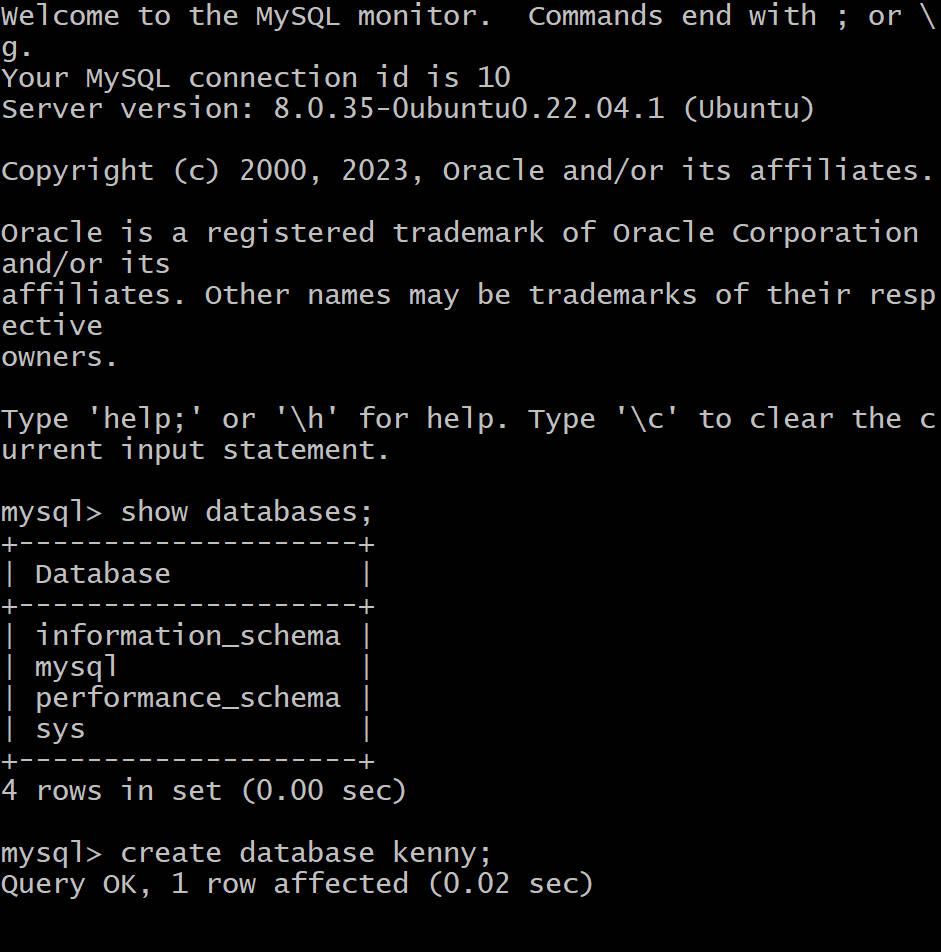 Welcome to the MySQL monitor.  Commands end with ; or \
g.
Your MySQL connection id is 10
Server version: 8.0.35-0ubuntu0.22.04.1 (Ubuntu)

Copyright (c) 2000, 2023, Oracle and/or its affiliates.

Oracle is a registered trademark of Oracle Corporation
and/or its
affiliates. Other names may be trademarks of their resp
ective
owners.

Type 'help;' or '\h' for help. Type '\c' to clear the c
urrent input statement.

mysql> show databases;
+--------------------+
| Database           |
+--------------------+
| information_schema |
| mysql              |
| performance_schema |
| sys                |
+--------------------+
4 rows in set (0.00 sec)

mysql> create database kenny;
Query OK, 1 row affected (0.02 sec)